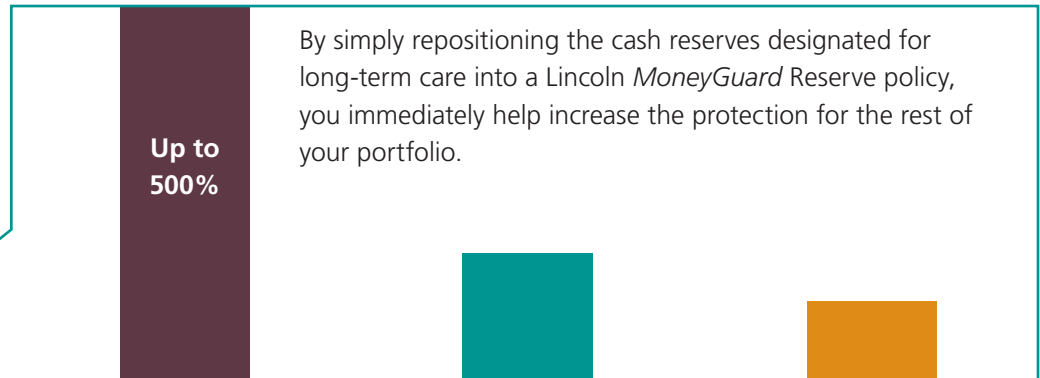 By simply repositioning the cash reserves designated for
long-term care into a Lincoln MoneyGuard Reserve policy,
you immediately help increase the protection for the rest of
your portfolio.
Up to
500%